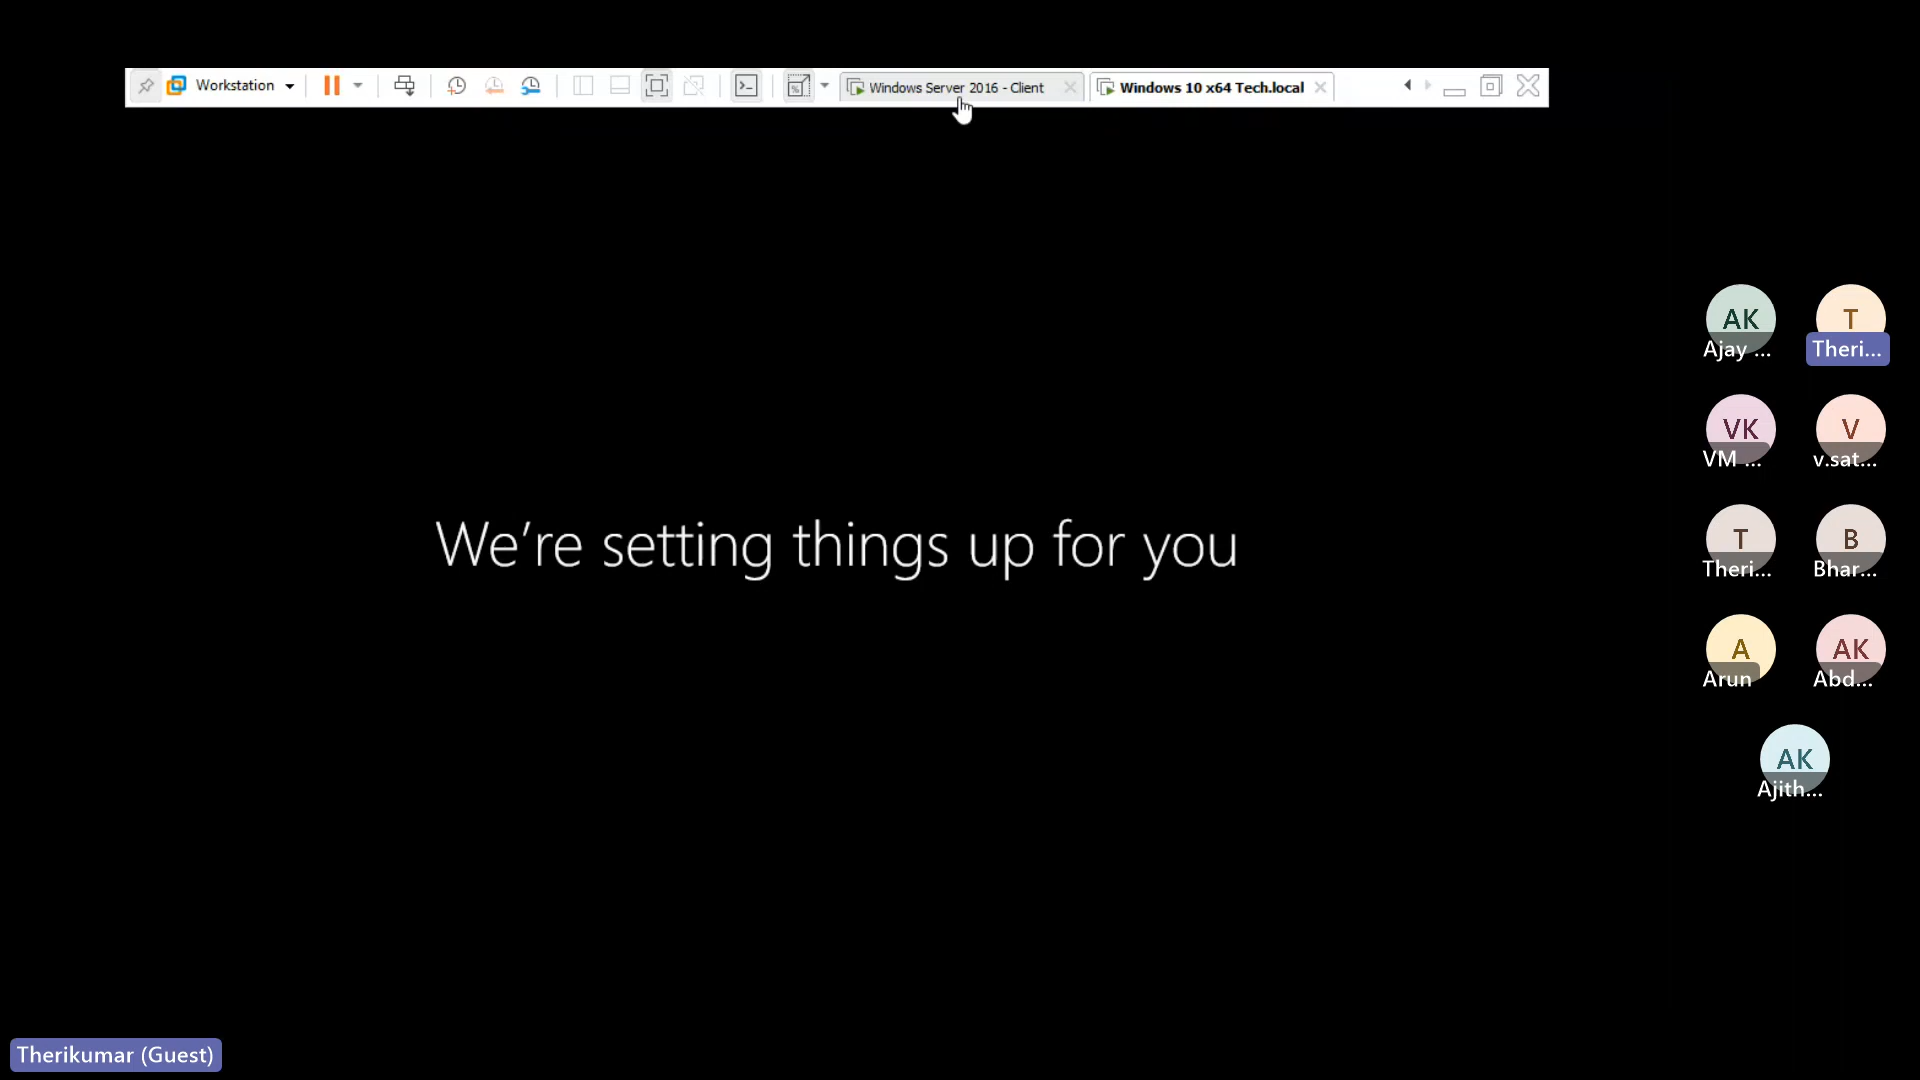 Workstation
Windows Server 2016 - Client
Windows 10 x64 Tech.local
We're setting things up for you
AK
Ajay ...
T
Theri...
VK
VM ...
V
v.sat...
T
Theri...
B
Bhar...
A
Arun
AK
Abd...
AK
Ajith...
Therikumar (Guest)